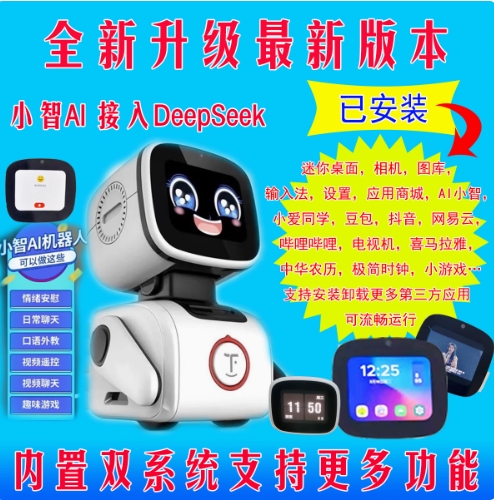 全新升级最新版本
小智AI 接入DeepSeek
已安装
迷你桌面，相机，图库，
输入法，设置，应用商城，AI小智，
小爱同学，豆包，抖音，网易云，
哔哩哔哩，电视机，喜马拉雅，
中华农历，极简时钟，小游戏…
支持安装卸载更多第三方应用
可流畅运行
小智AI机器人
可以做这些
情绪安慰
日常聊天
口语外教
视频遥控
视频聊天
趣味游戏
11 50
12:25
内置双系统支持更多功能